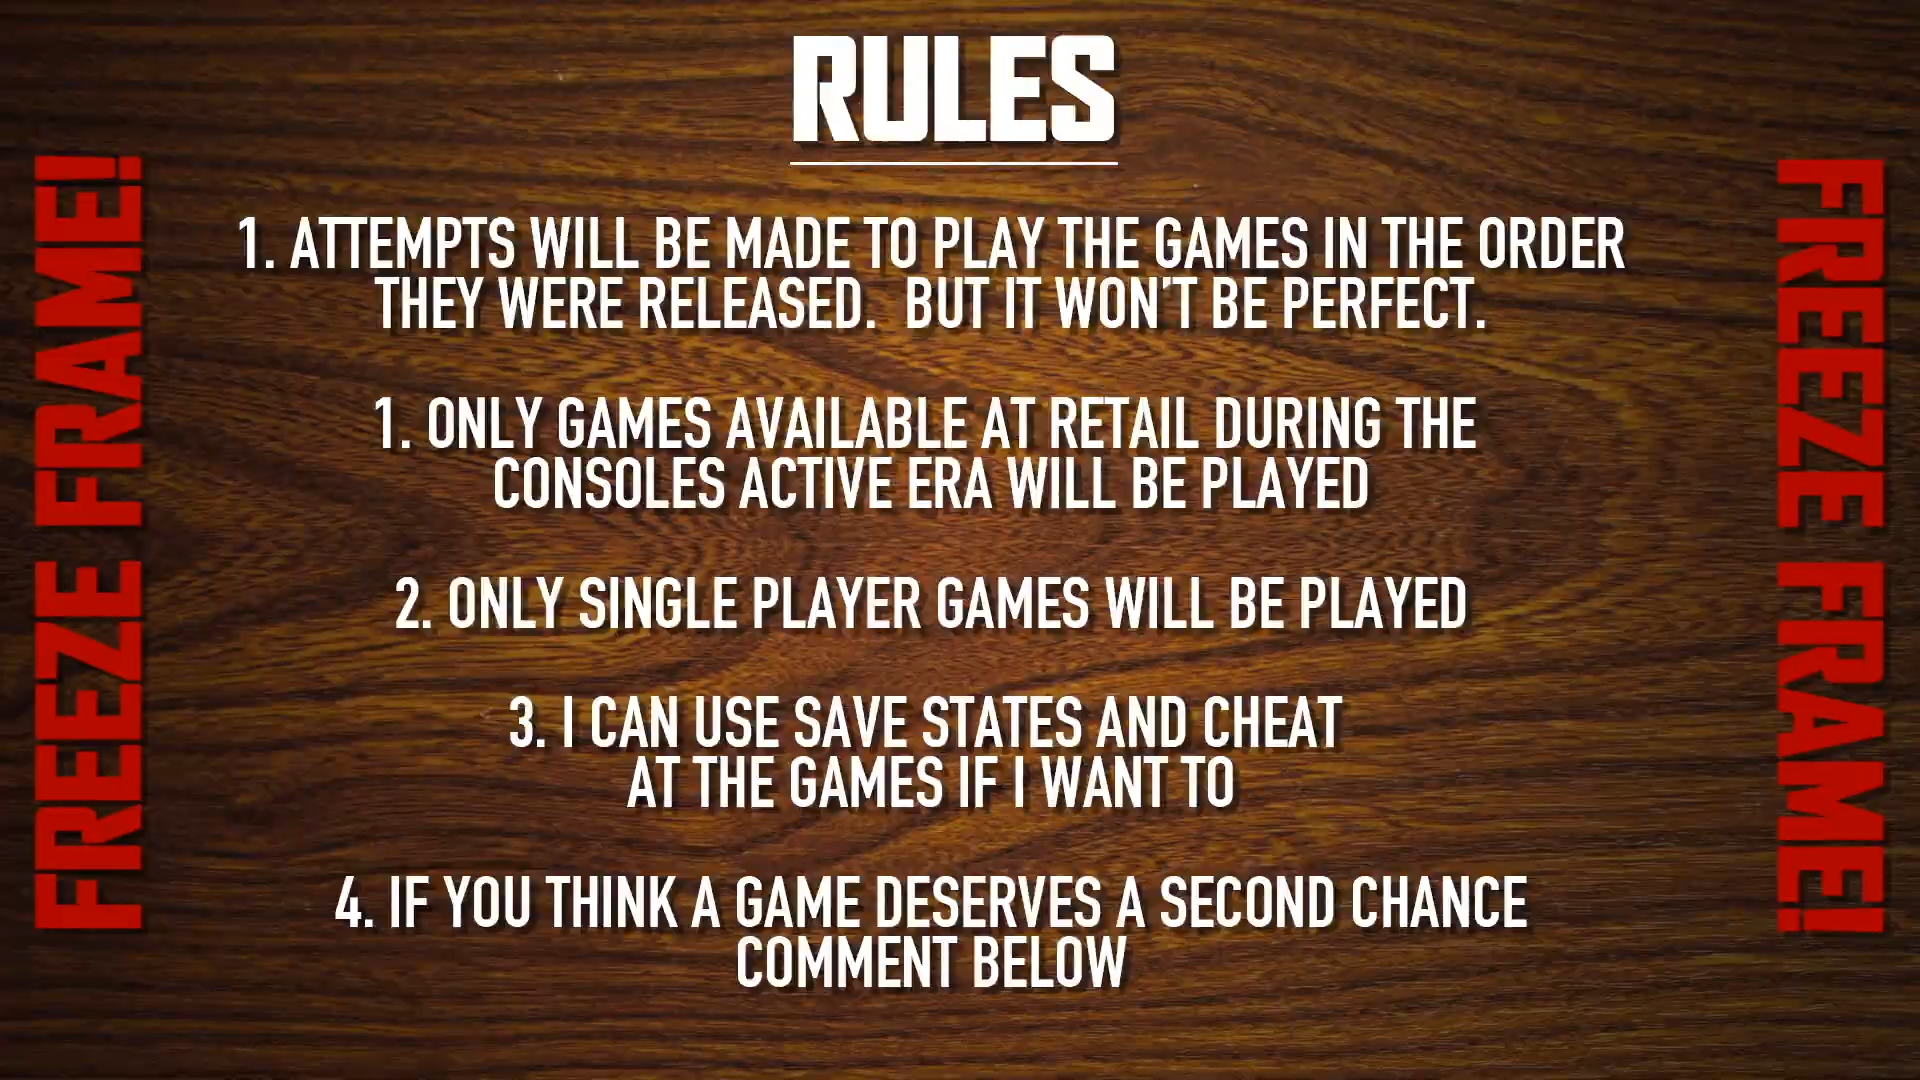 RULES
FREEZE FRAME!
1. ATTEMPTS WILL BE MADE TO PLAY THE GAMES IN THE ORDER
THEY WERE RELEASED.  BUT IT WON'T BE PERFECT.
1. ONLY GAMES AVAILABLE AT RETAIL DURING THE
CONSOLES ACTIVE ERA WILL BE PLAYED
2. ONLY SINGLE PLAYER GAMES WILL BE PLAYED
3. I CAN USE SAVE STATES AND CHEAT
AT THE GAMES IF I WANT TO
4. IF YOU THINK A GAME DESERVES A SECOND CHANCE
COMMENT BELOW
FREEZE FRAME!